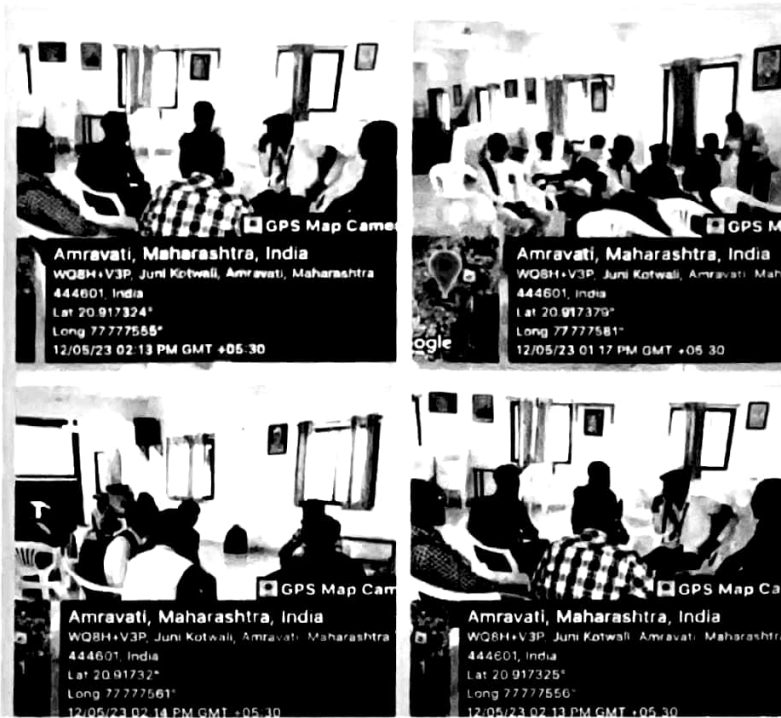 GPS Map Came
Amravati, Maharashtra, India
WQ8H+V3P, Juni Kotwali, Amravati, Maharashtra
444601, India
Lat 20.917324°
Long 77.777555°
12/05/23 02:13 PM GMT +05:30
GPS M
ogle
Amravati, Maharashtra, India
WQ8H+V3P, Juni Kotwali, Amravati Mah
444601, India
Lat 20.917379°
Long 77.777581°
12/05/23 01:17 PM GMT +05:30
GPS Map Cam
Amravati, Maharashtra, India
WQ8H+V3P, Juni Kotwali, Amravati Maharashtra
444601, India
Lat 20.91732°
Long 77.777561°
12/05/23 02:14 PM GMT +05:30
GPS Map Ca
Amravati, Maharashtra, India
WQ8H+V3P, Juni Kotwali Amravati Maharashtr
444601, India
Lat 20.917325°
Long 77.777556°
12/05/23 02:13 PM GMT +05:30